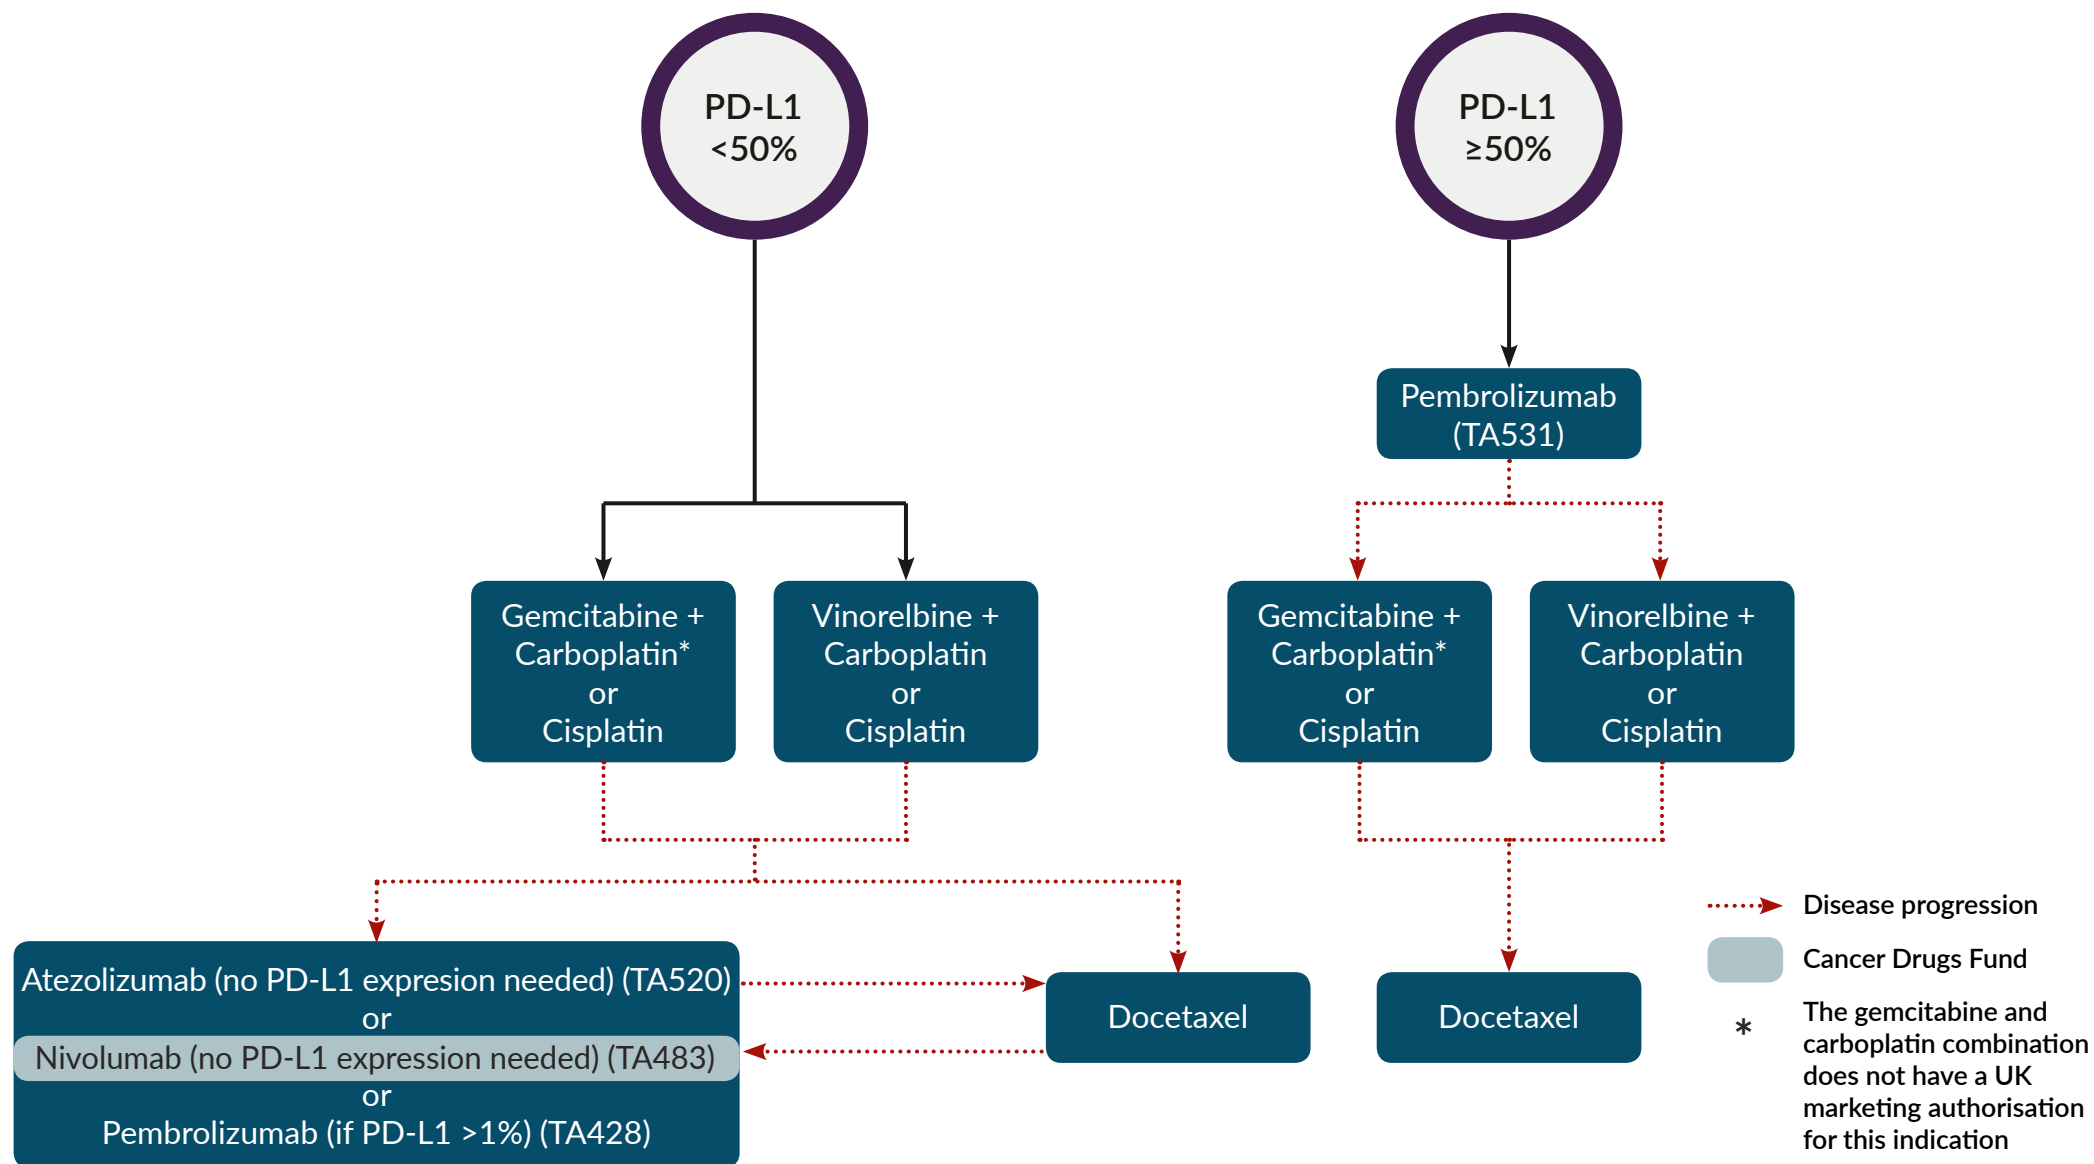 PD-L1
<50%
PD-L1
≥50%
Pembrolizumab
(TA531)
Gemcitabine +
Carboplatin*
or
Cisplatin
Vinorelbine +
Carboplatin
or
Cisplatin
Gemcitabine +
Carboplatin*
or
Cisplatin
Vinorelbine +
Carboplatin
or
Cisplatin
Atezolizumab (no PD-L1 expresion needed) (TA520)
or
Nivolumab (no PD-L1 expression needed) (TA483)
or
Pembrolizumab (if PD-L1 >1%) (TA428)
Docetaxel
Docetaxel
Disease progression
Cancer Drugs Fund
*
The gemcitabine and
carboplatin combination
does not have a UK
marketing authorisation
for this indication